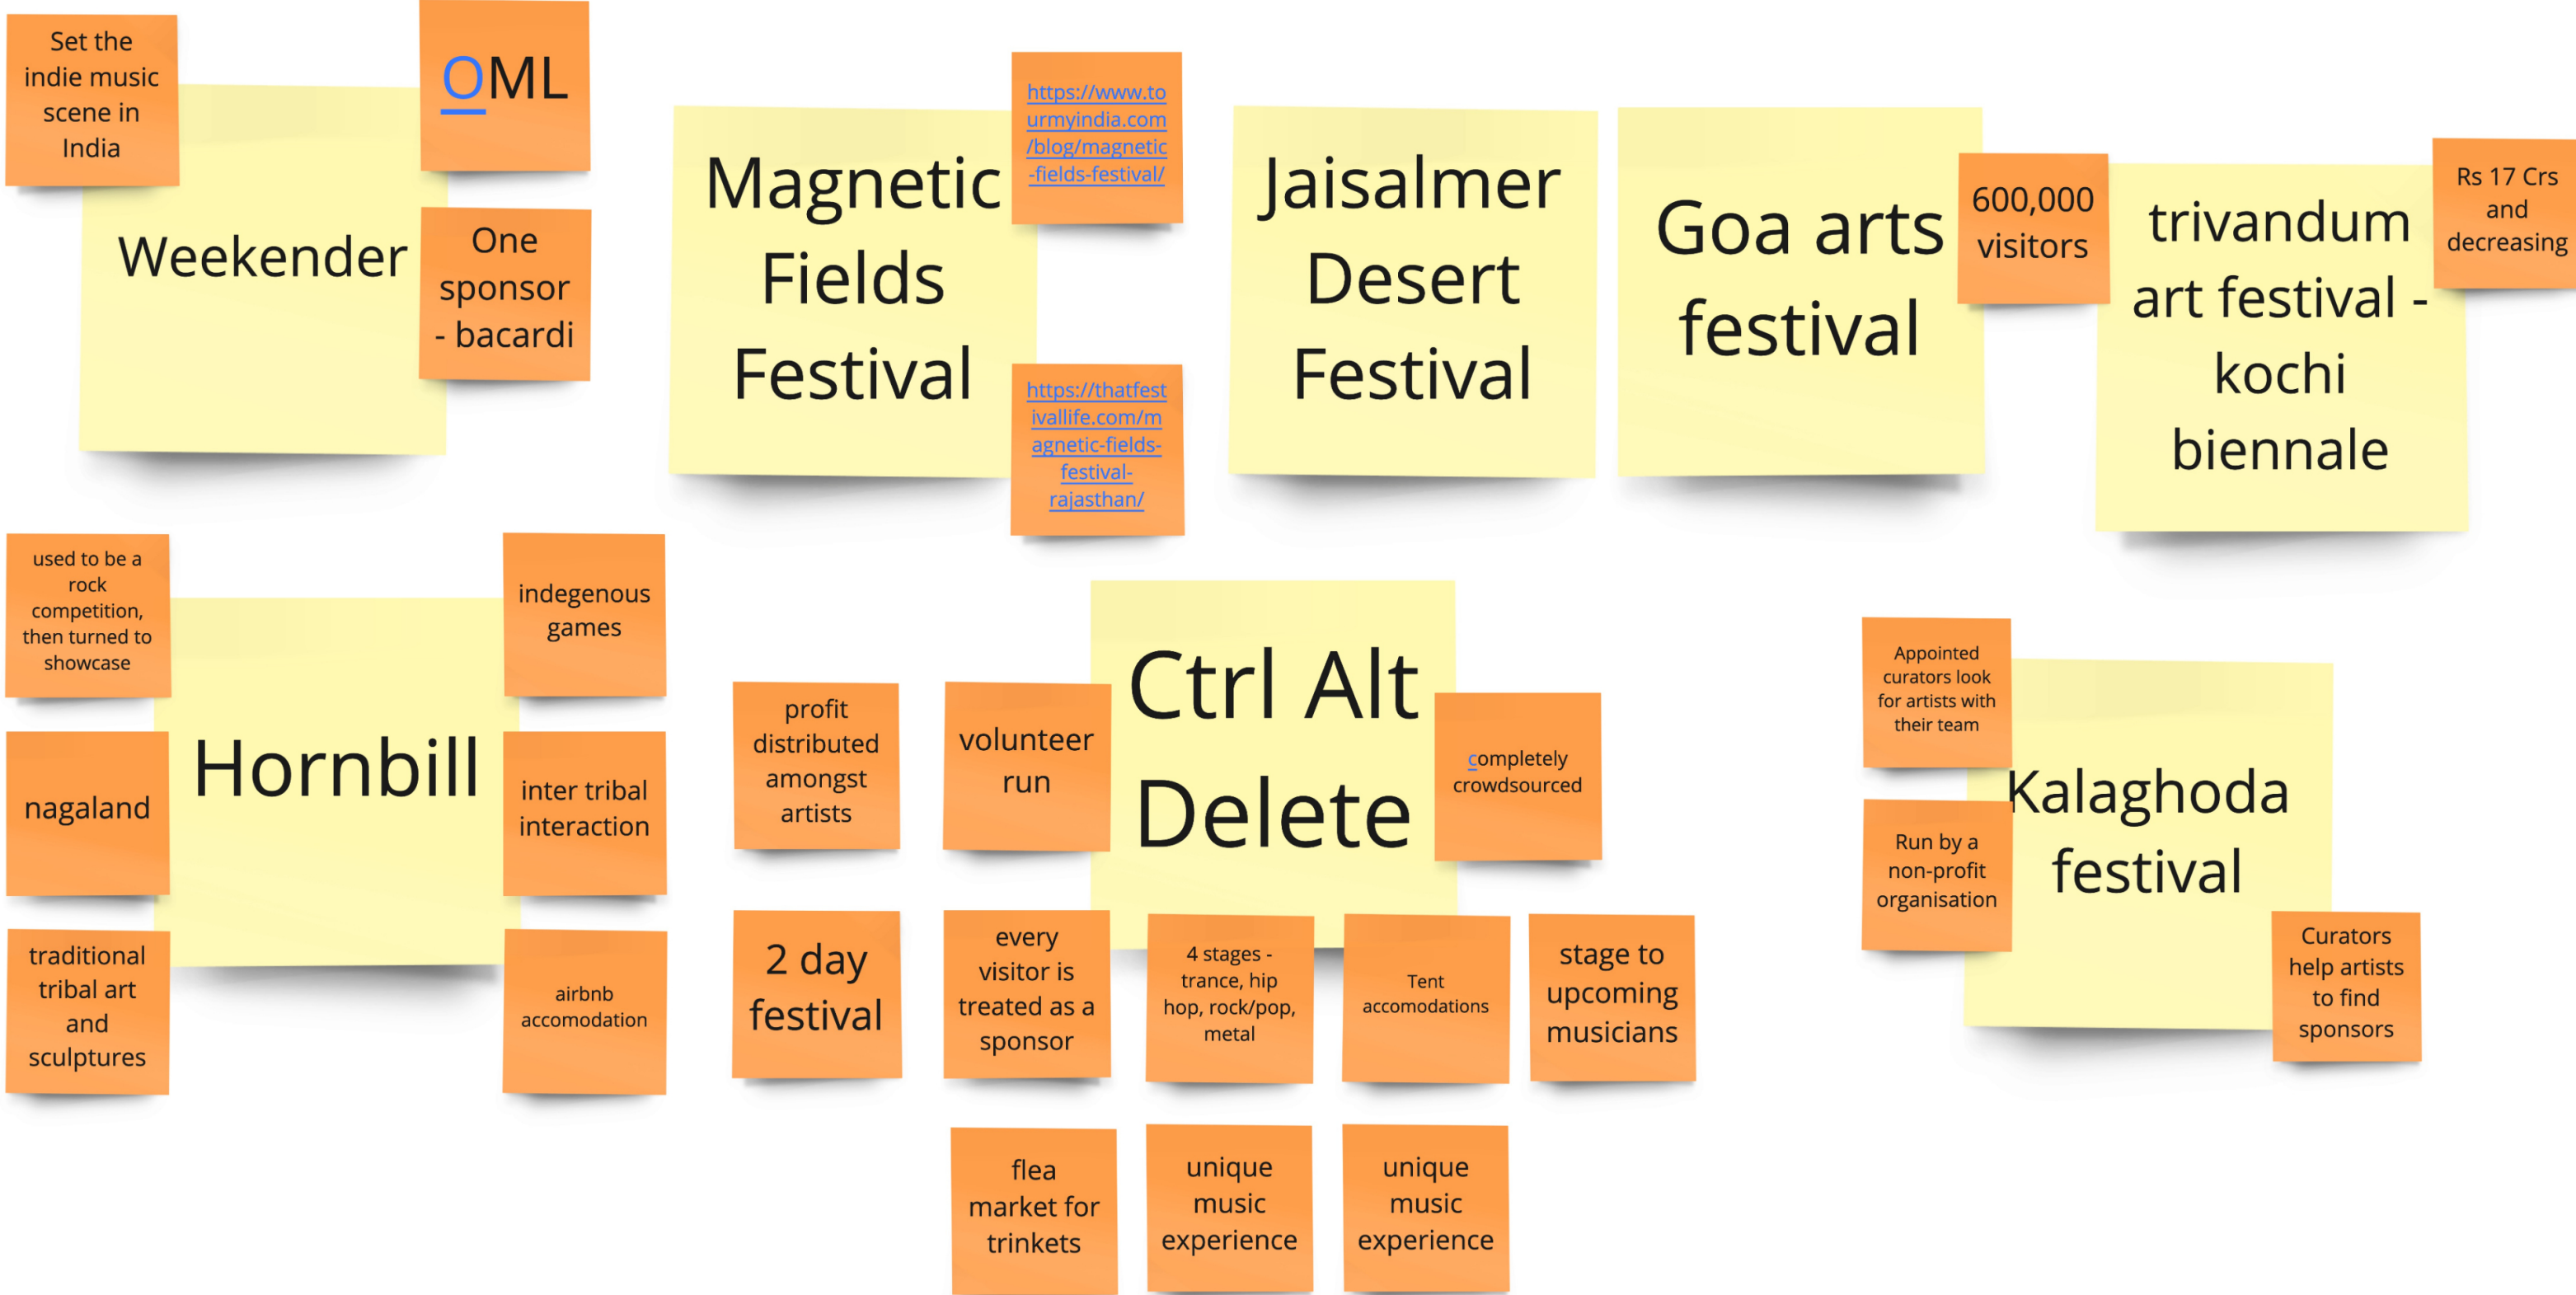 Set the
indie music
scene in
India
OML
Weekender
One
sponsor
- bacardi
Magnetic
Fields
Festival
https://www.to
urmyindia.com
/blog/magnetic
-fields-festival/
https://thatfest
ivallife.com/m
agnetic-fields-
festival-
rajasthan/
Jaisalmer
Desert
Festival
Goa arts
festival
600,000
visitors
trivandum
art festival -
kochi
biennale
Rs 17 Crs
and
decreasing
used to be a
rock
competition,
then turned to
showcase
indegenous
games
Hornbill
nagaland
inter tribal
interaction
traditional
tribal art
and
sculptures
airbnb
accomodation
Ctrl Alt
Delete
profit
distributed
amongst
artists
volunteer
run
completely
crowdsourced
2 day
festival
every
visitor is
treated as a
sponsor
4 stages -
trance, hip
hop, rock/pop,
metal
Tent
accomodations
stage to
upcoming
musicians
flea
market for
trinkets
unique
music
experience
unique
music
experience
Appointed
curators look
for artists with
their team
Kalaghoda
festival
Run by a
non-profit
organisation
Curators
help artists
to find
sponsors